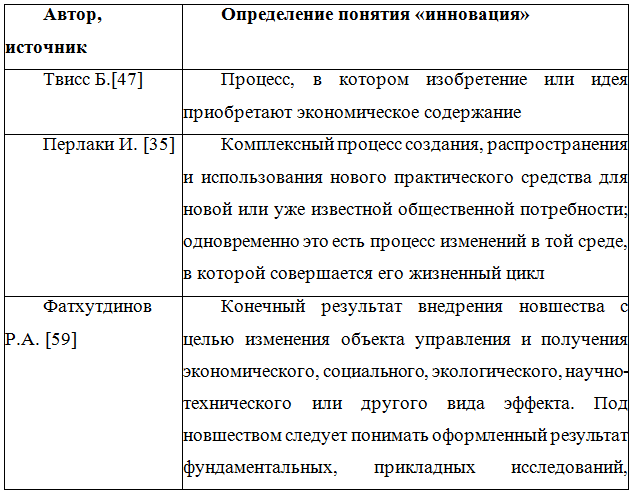 Автор, источник
Определение понятия «инновация»
Твисс Б.[47]
Процесс, в котором изобретение или идея
приобретают экономическое содержание
Перлаки И. [35]
Комплексный процесс создания, распространения
и использования нового практического средства для
новой или уже известной общественной потребности;
одновременно это есть процесс изменений в той среде,
в которой совершается его жизненный цикл
Фатхутдинов
Р.А. [59]
Конечный результат внедрения новшества с
целью изменения объекта управления и получения
экономического, социального, экологического, научно-
технического или другого вида эффекта. Под
новшеством следует понимать оформленный результат
фундаментальных, прикладных исследований,